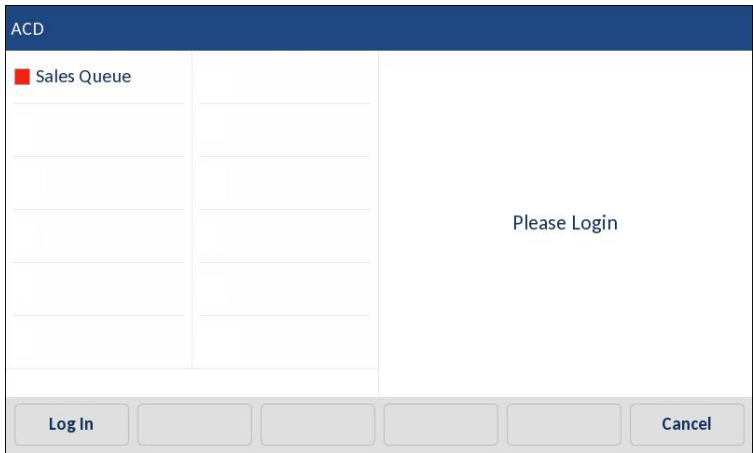 ACD
Sales Queue
Please Login
Log In
Cancel